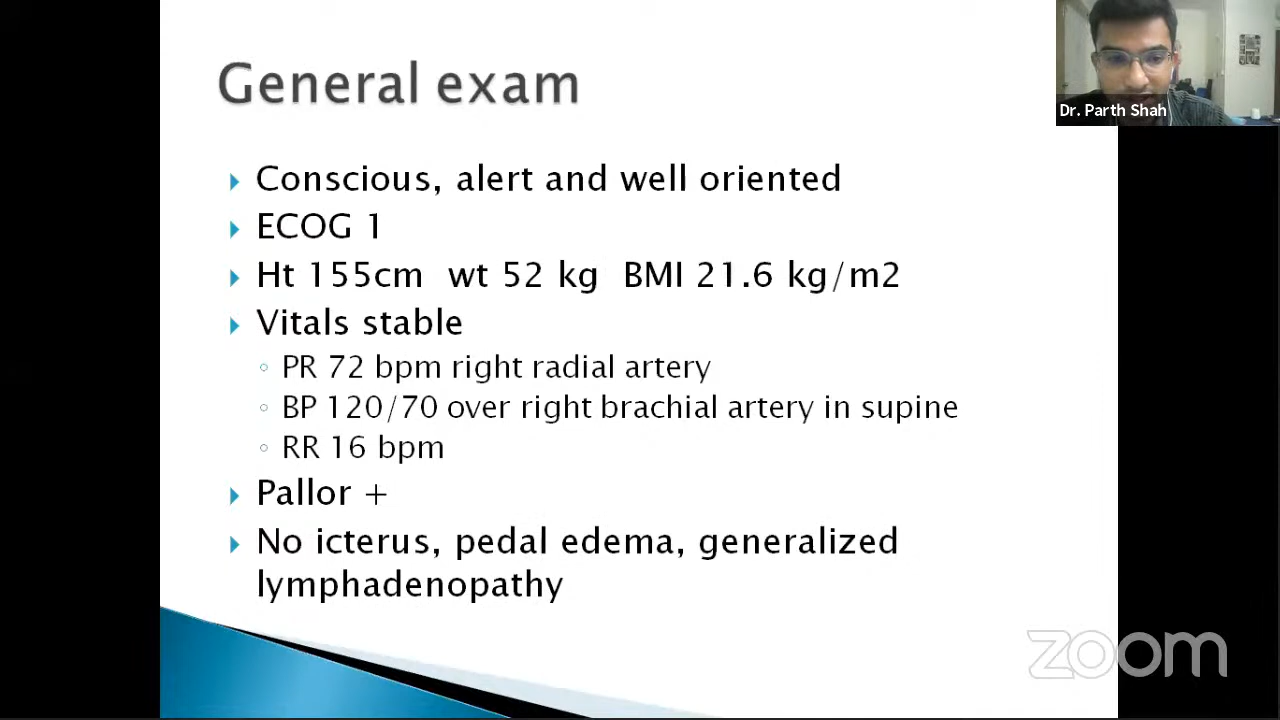 General exam
Dr. Parth Shah
Conscious, alert and well oriented
ECOG 1
Ht 155cm wt 52 kg BMI 21.6 kg/m2
Vitals stable
PR 72 bpm right radial artery
BP 120/70 over right brachial artery in supine
RR 16 bpm
Pallor +
No icterus, pedal edema, generalized
lymphadenopathy
zoom